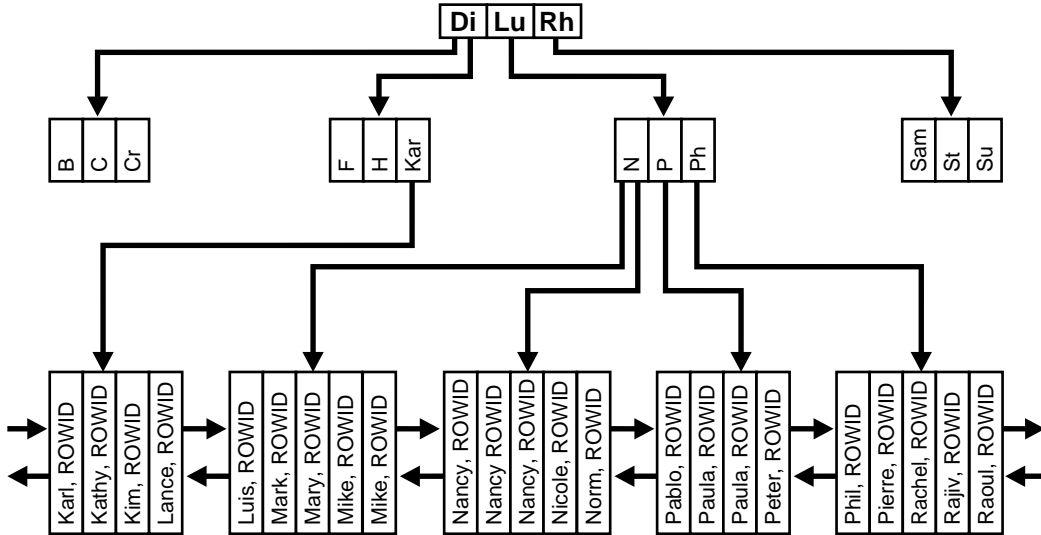 Di Lu Rh
B
C
Cr
F
H
Kar
N
P
Ph
Sam
St
Su
Karl, ROWID
Kathy, ROWID
Kim, ROWID
Lance, ROWID
Luis, ROWID
Mark, ROWID
Mary, ROWID
Mike, ROWID
Mike, ROWID
Nancy, ROWID
Nancy ROWID
Nancy, ROWID
Nicole, ROWID
Norm, ROWID
Pablo, ROWID
Paula, ROWID
Paula, ROWID
Peter, ROWID
Phil, ROWID
Pierre, ROWID
Rachel, ROWID
Rajiv, ROWID
Raoul, ROWID